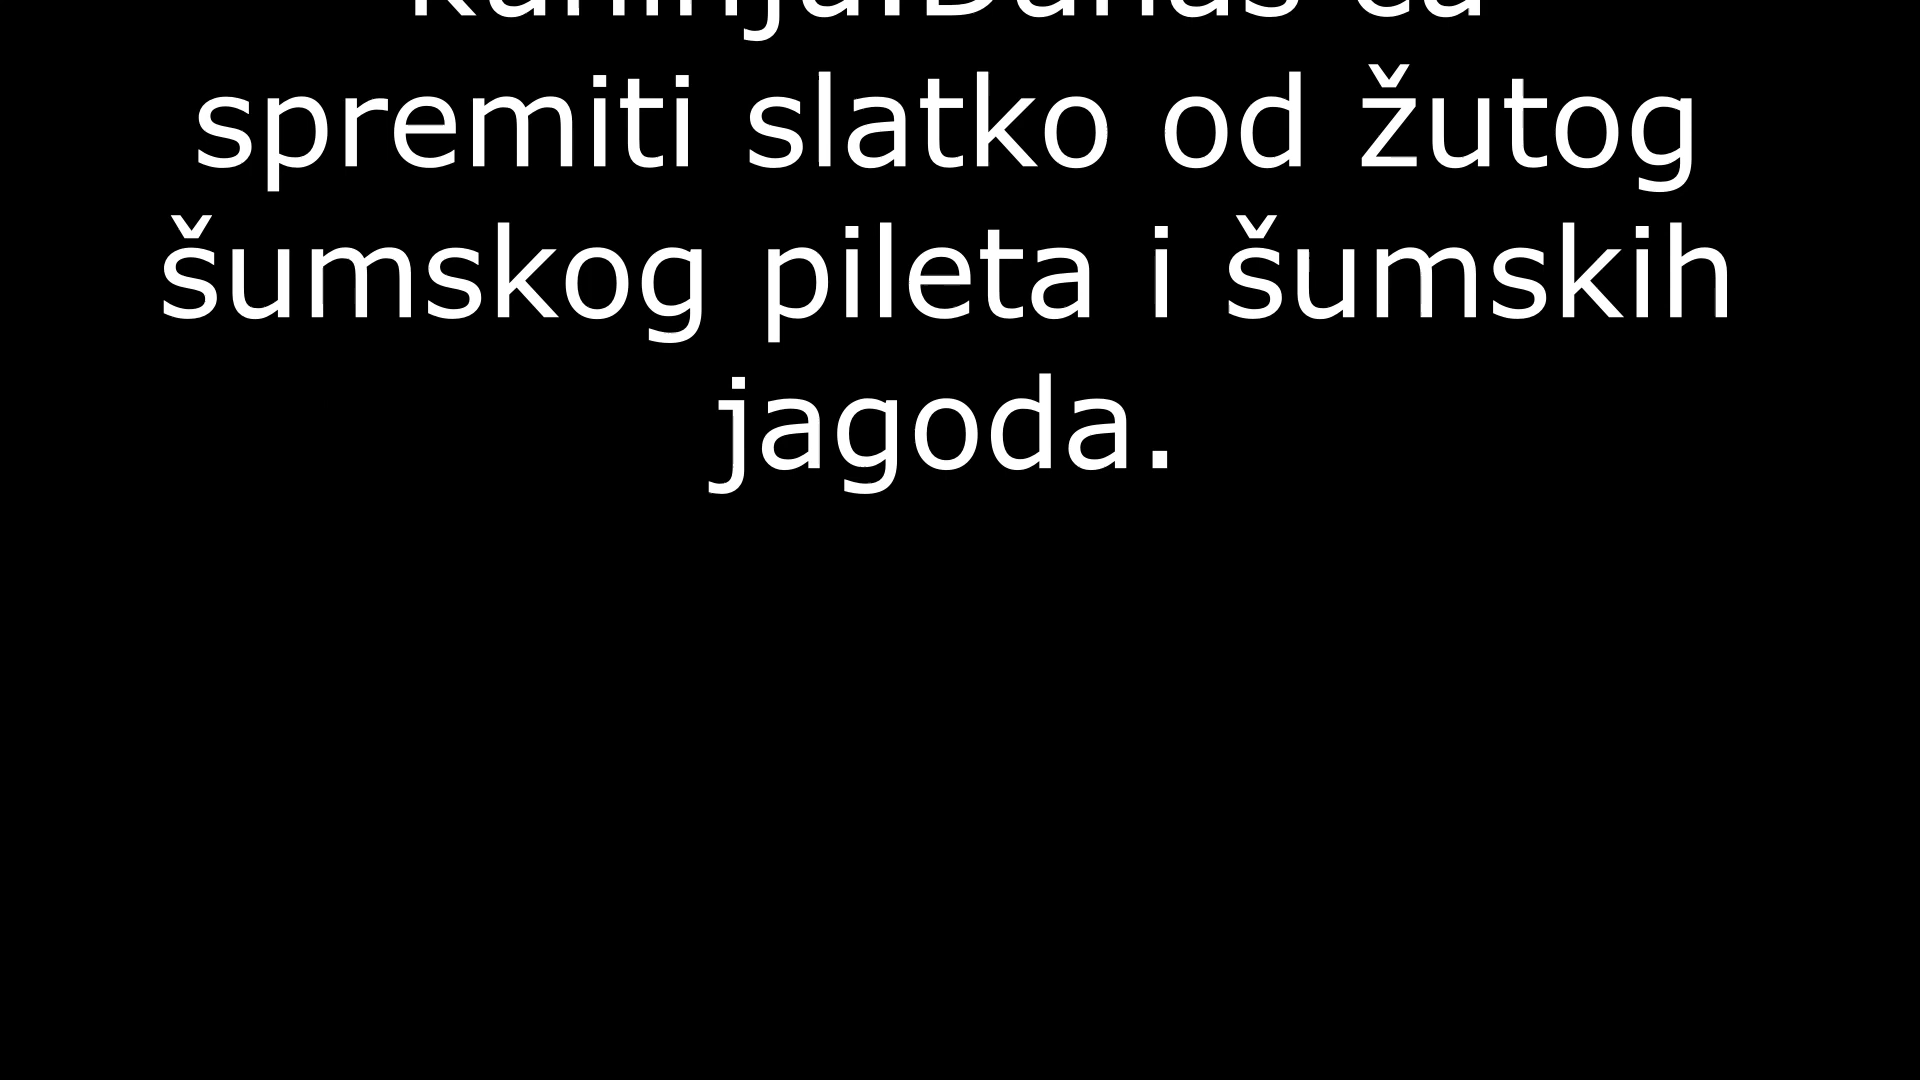 spremiti slatko od žutog
šumskog pileta i šumskih
jagoda.